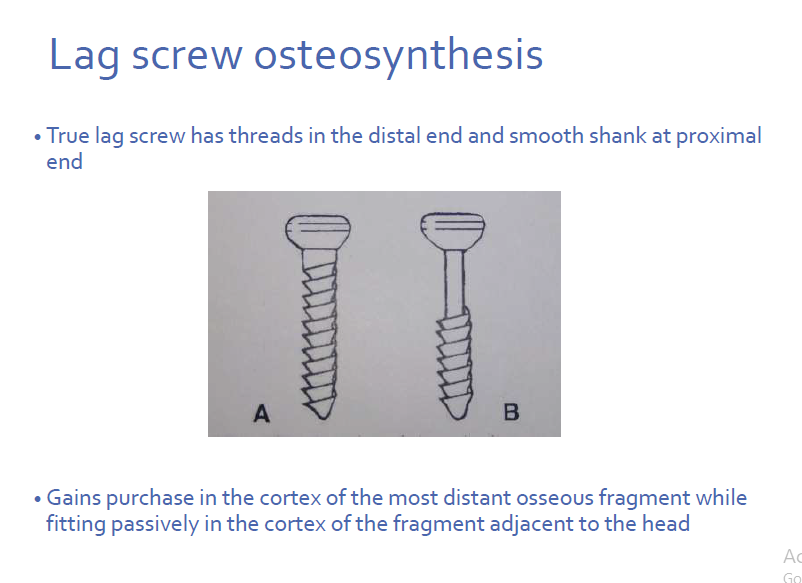 Lag screw osteosynthesis
• True lag screw has threads in the distal end and smooth shank at proximal
end
A
B
• Gains purchase in the cortex of the most distant osseous fragment while
fitting passively in the cortex of the fragment adjacent to the head